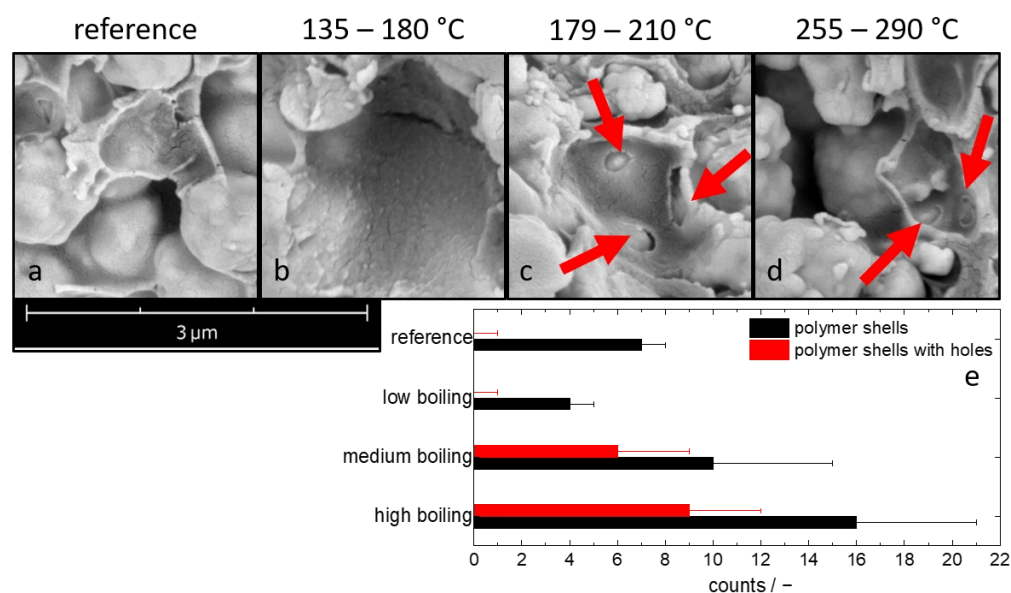 reference
135 – 180 °C
179 – 210 °C
255 – 290 °C
a
b
c
d
3 µm
reference
low boiling
medium boiling
high boiling
polymer shells
polymer shells with holes
e
0 2 4 6 8 10 12 14 16 18 20 22
counts / −